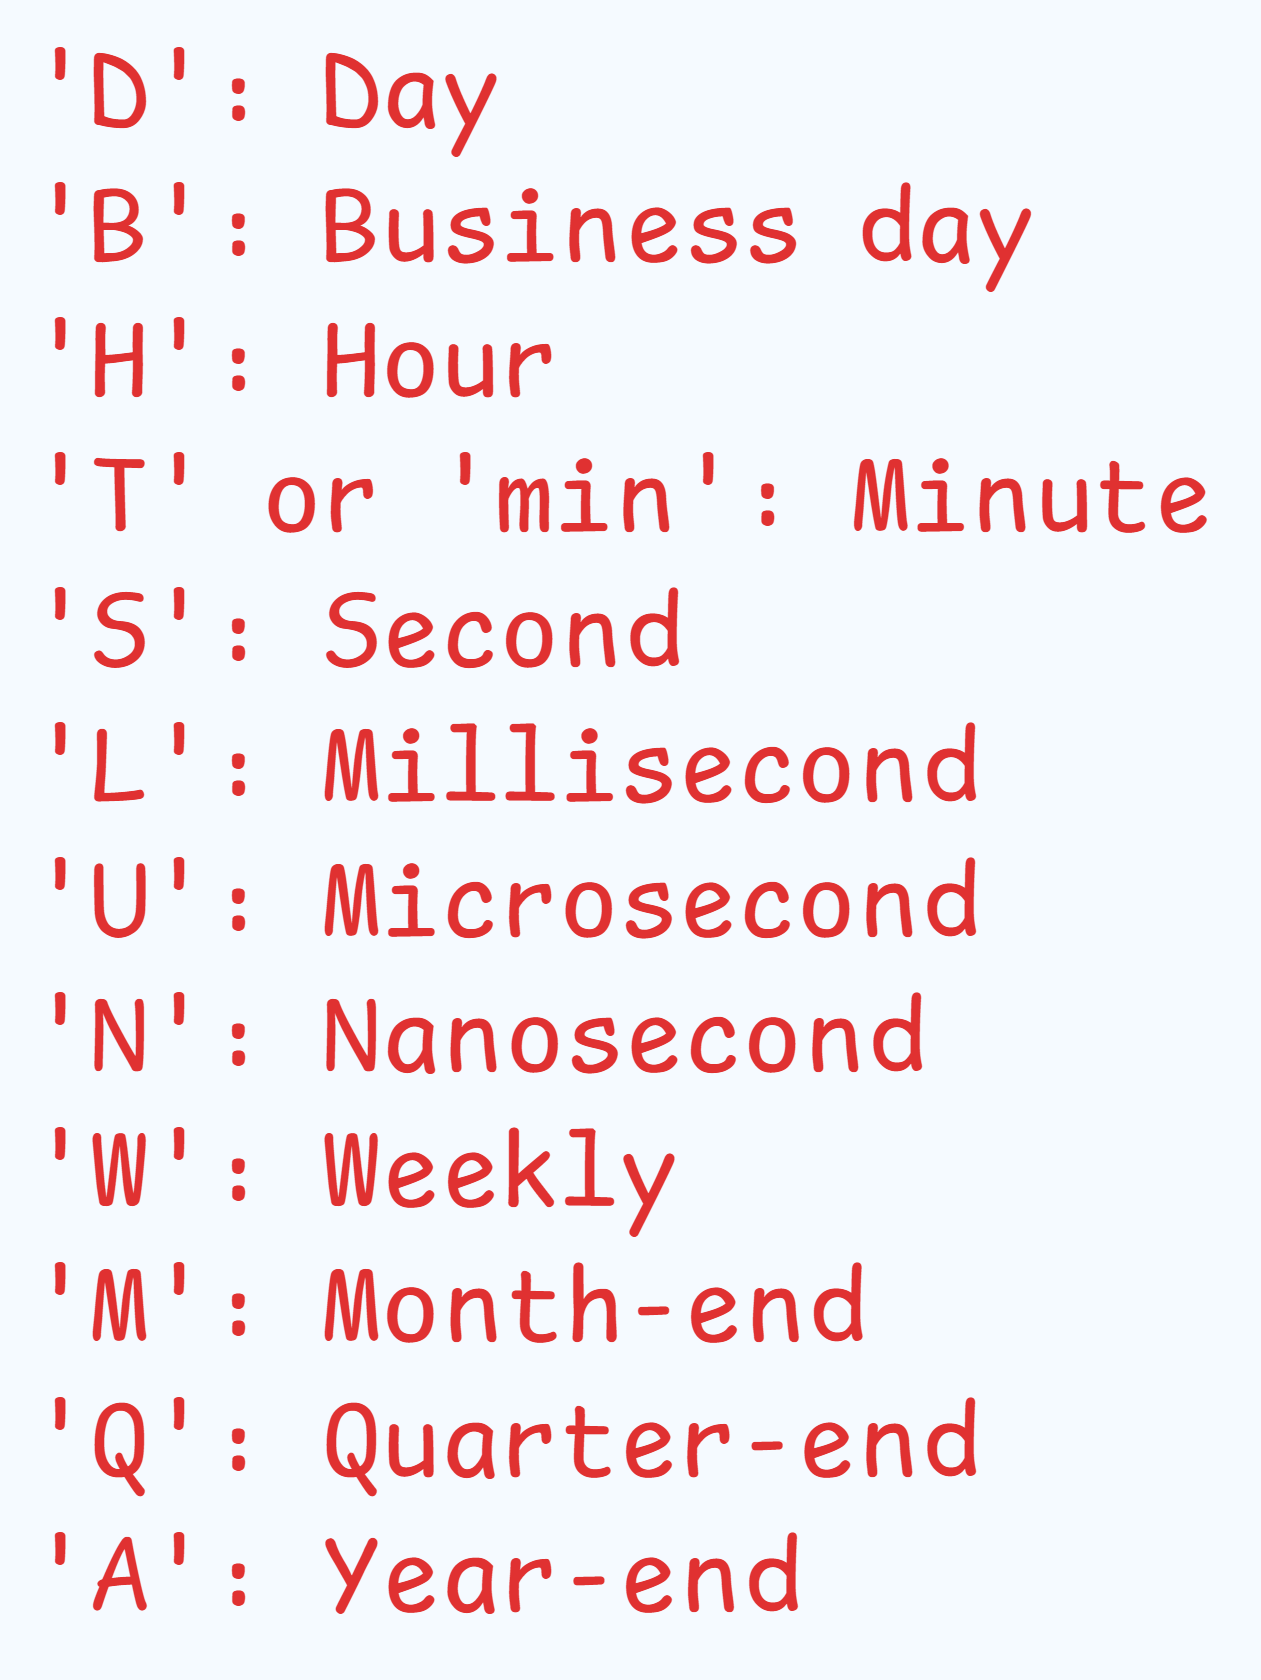 'D': Day
'B': Business day
'H': Hour
'T' or 'min': Minute
'S': Second
'L': Millisecond
'U': Microsecond
'N': Nanosecond
'W': Weekly
'M': Month-end
'Q': Quarter-end
'A': Year-end